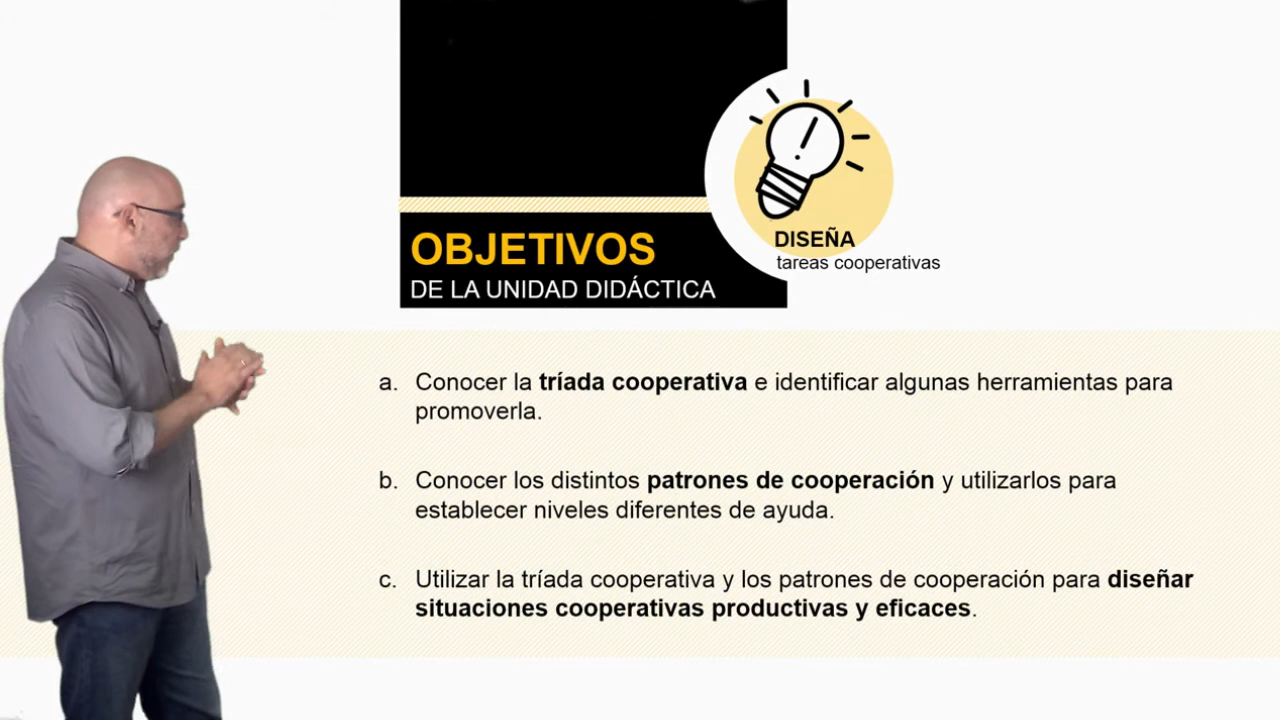 DISEÑA
tareas cooperativas
OBJETIVOS
DE LA UNIDAD DIDÁCTICA
a. Conocer la tríada cooperativa e identificar algunas herramientas para
promoverla.
b. Conocer los distintos patrones de cooperación y utilizarlos para
establecer niveles diferentes de ayuda.
c. Utilizar la tríada cooperativa y los patrones de cooperación para diseñar
situaciones cooperativas productivas y eficaces.